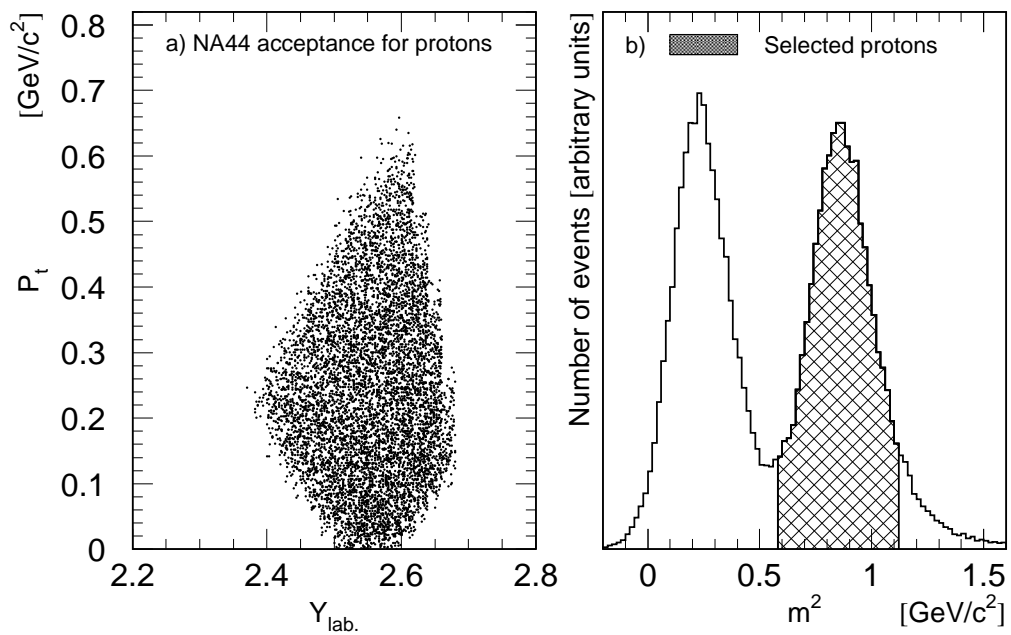 a) NA44 acceptance for protons
P_t [GeV/c²]
0.8
0.7
0.6
0.5
0.4
0.3
0.2
0.1
0
2.2 2.4 2.6 2.8
Y_lab.
b) Selected protons
Number of events [arbitrary units]
0 0.5 1 1.5
m² [GeV/c²]